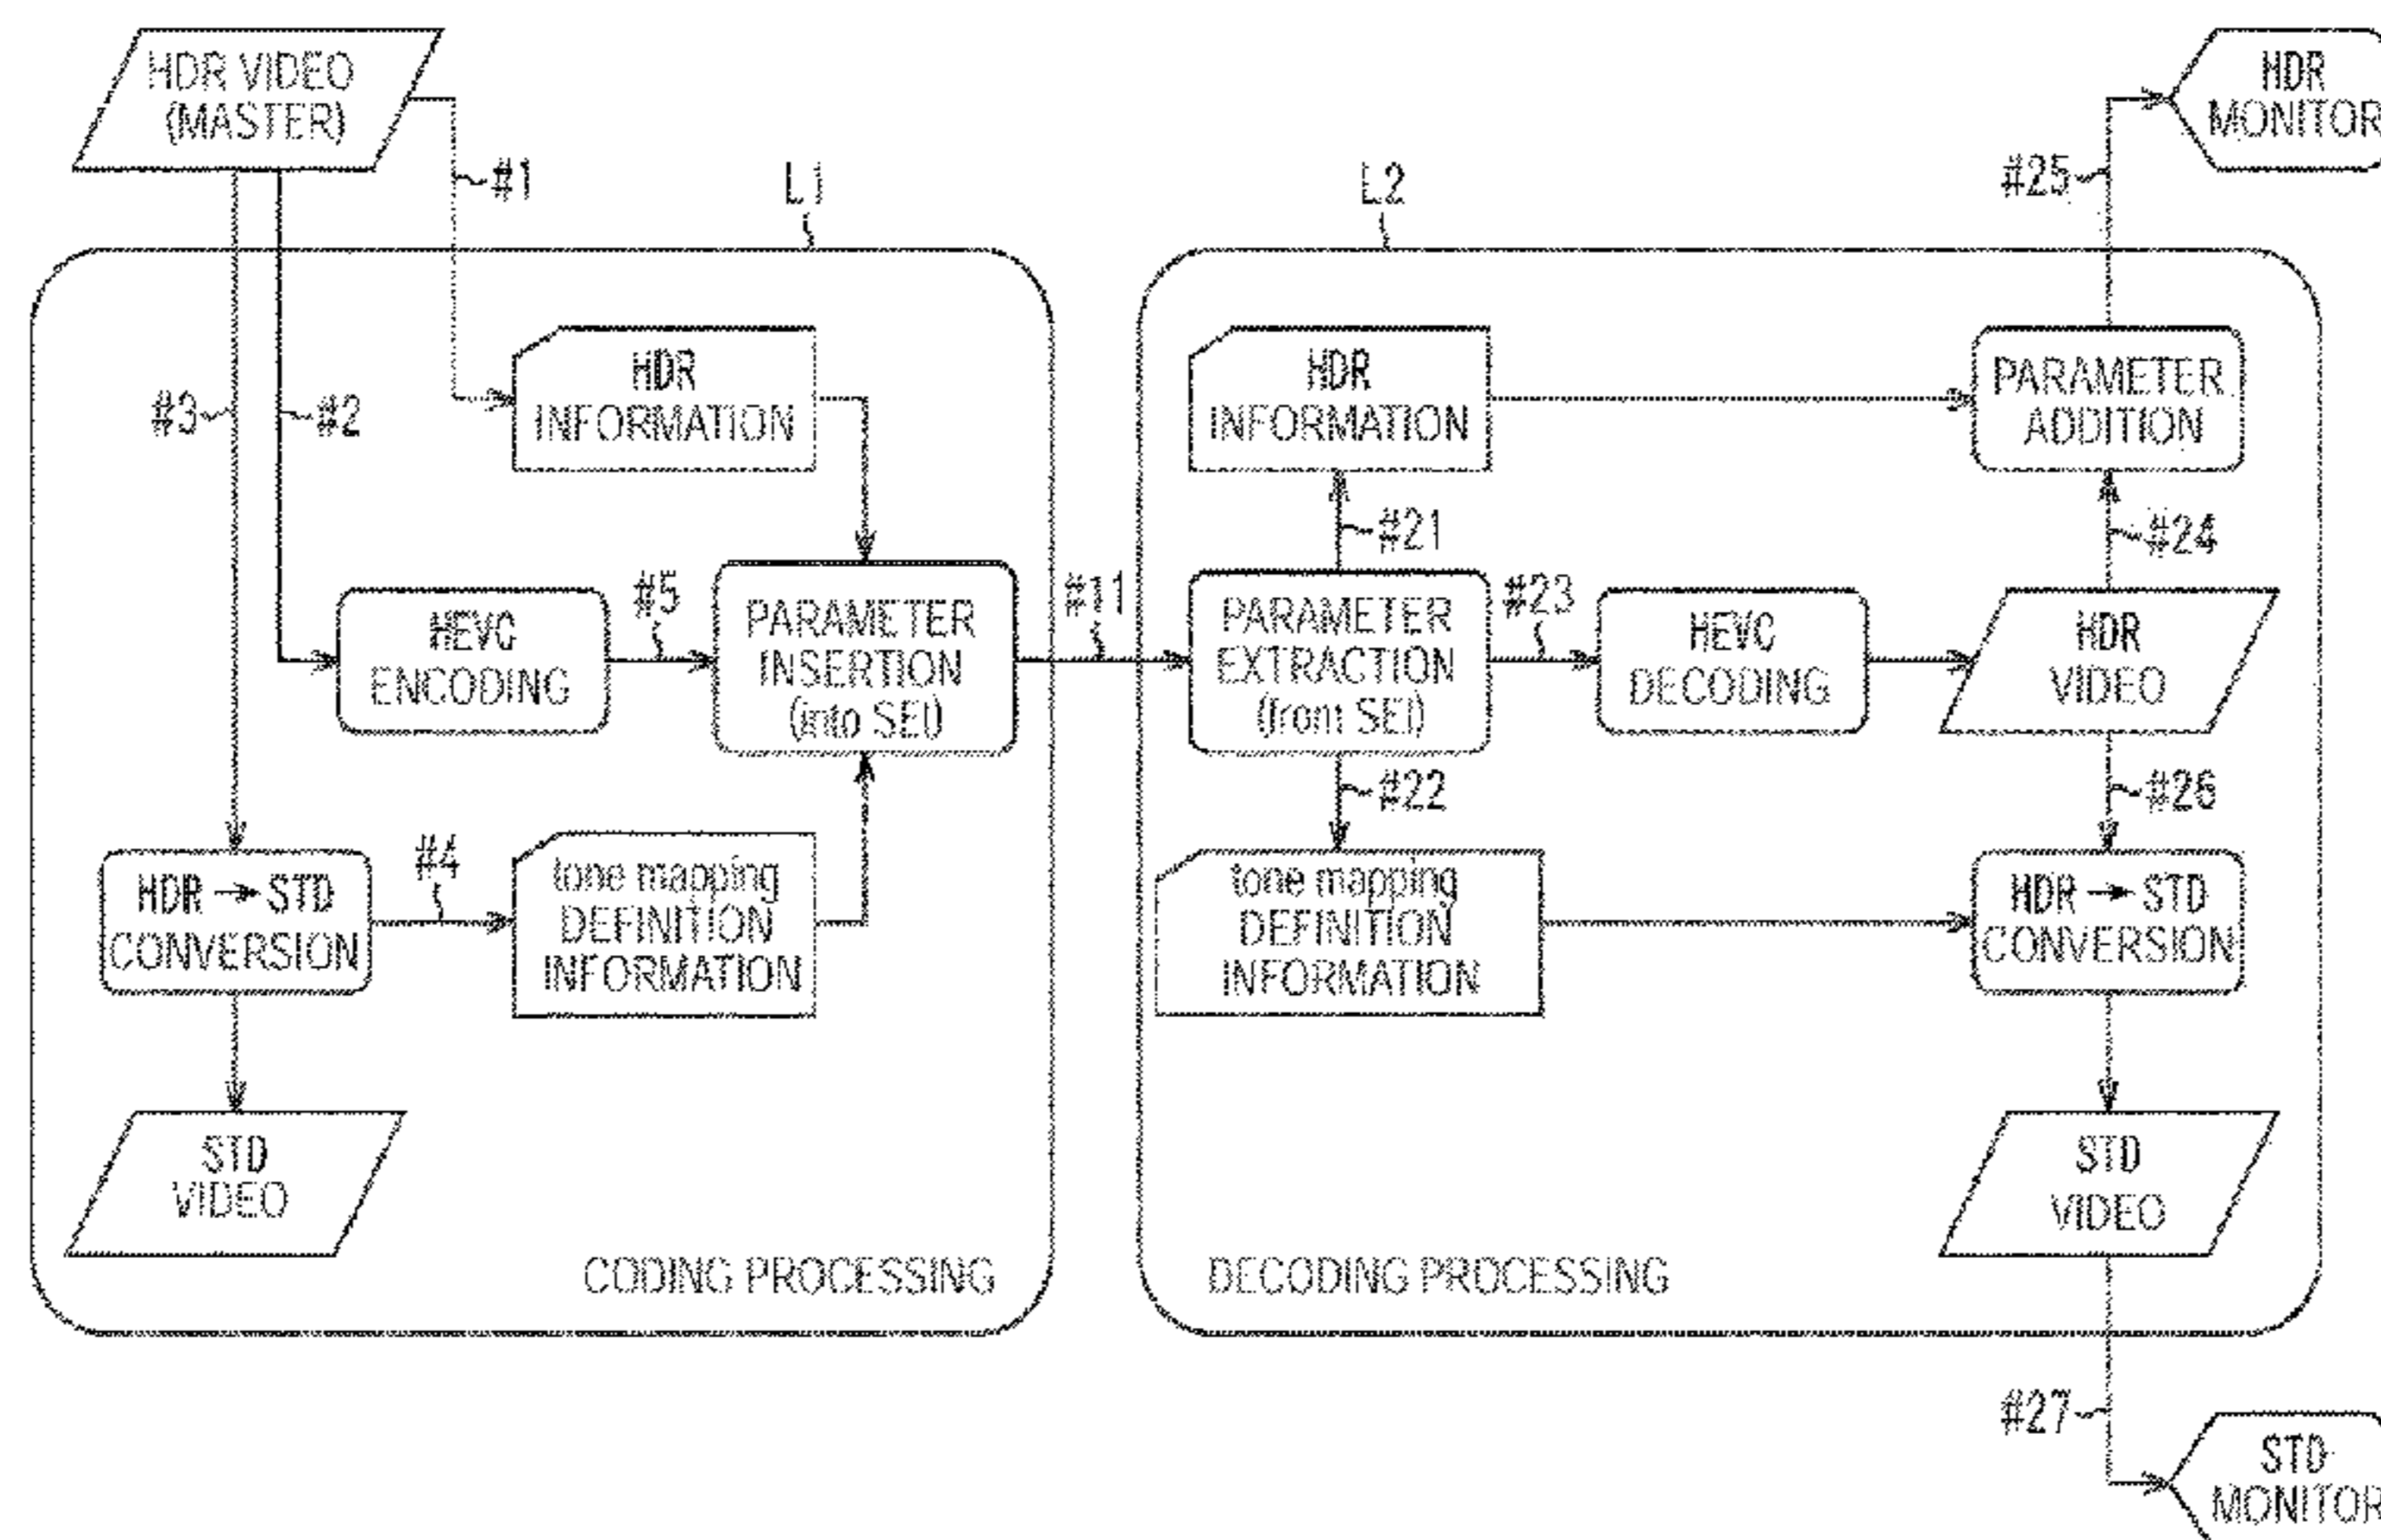 HDR VIDEO
(MASTER)
#1
L1
L2
#25
HDR
MONITOR
#3
#2
HDR
INFORMATION
HDR
INFORMATION
PARAMETER
ADDITION
#21
#24
HEVC
ENCODING
#5
PARAMETER
INSERTION
(into SEI)
#11
PARAMETER
EXTRACTION
(from SEI)
#23
HEVC
DECODING
HDR
VIDEO
#22
#26
HDR → STD
CONVERSION
#4
tone mapping
DEFINITION
INFORMATION
tone mapping
DEFINITION
INFORMATION
HDR → STD
CONVERSION
STD
VIDEO
STD
VIDEO
CODING PROCESSING
DECODING PROCESSING
#27
STD
MONITOR